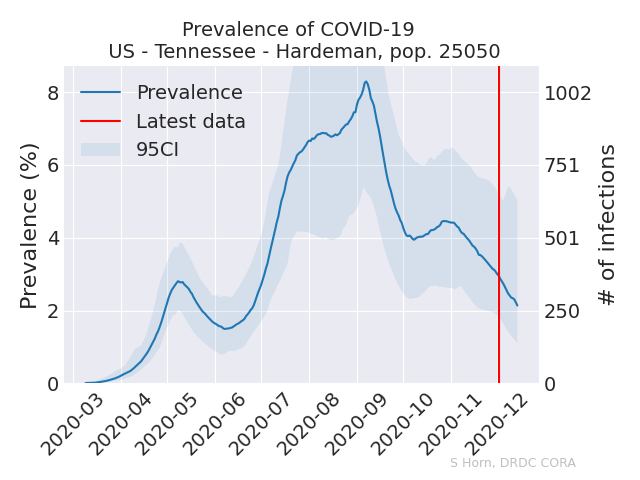 Prevalence of COVID-19
US - Tennessee - Hardeman, pop. 25050
Prevalence
Latest data
95CI
Prevalence (%)
8
6
4
2
0
1002
751
501
250
0
# of infections
2020-03
2020-04
2020-05
2020-06
2020-07
2020-08
2020-09
2020-10
2020-11
2020-12
S Horn, DRDC CORA